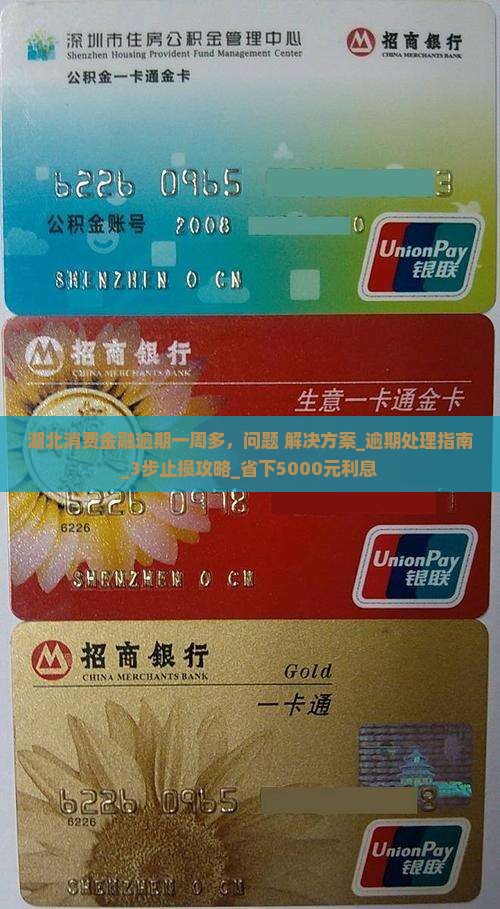 深圳市住房公积金管理中心
Shenzhen Housing Provident Fund Management Center
招商银行
CHINA MERCHANTS BANK
公积金一卡通金卡
6226 0965 3
公积金账号 2008 0
UnionPay
银联
SHENZHEN 0 CN
招商银行
CHINA MERCHANTS BANK
生意一卡通金卡
湖北消费金融逾期一周多，问题 解决方案_逾期处理指南
_3步止损攻略_省下5000元利息
6226 0978
6226
UnionPay
银联
SHENZHEN 0 CN
招商銀行
CHINA MERCHANTS BANK
Gold
一卡通
6226 0965 8
6226
UnionPay
银联
SHENZHEN 0 CN